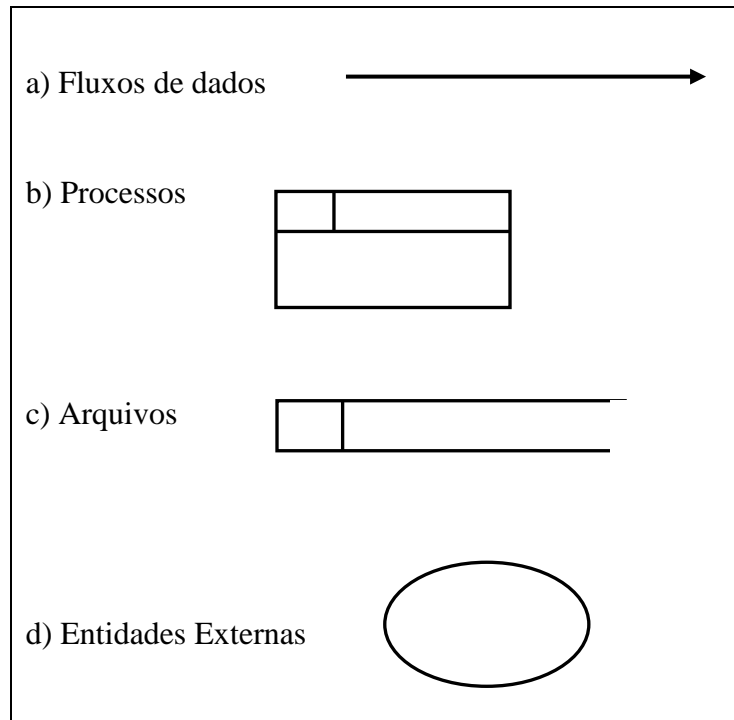 a) Fluxos de dados
b) Processos
c) Arquivos
d) Entidades Externas